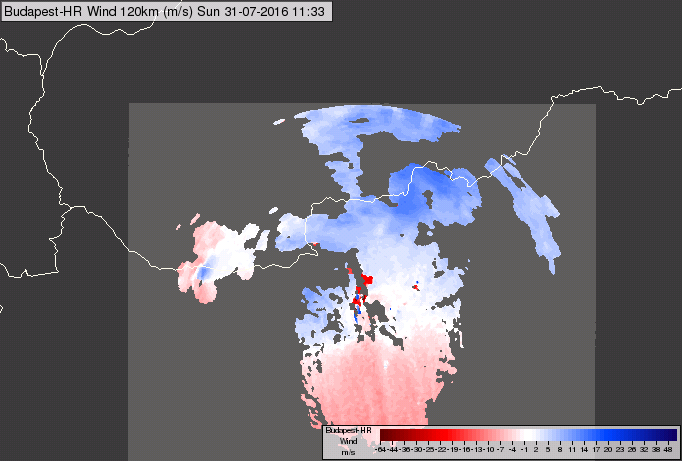 Budapest-HR Wind 120km (m/s) Sun 31-07-2016 11:33
Budapest-HR
Wind
m/s
-64-44-36-30-25-22-19-16-13-10 -7 -4 -1 2 5 8 11 14 17 20 23 26 32 38 48